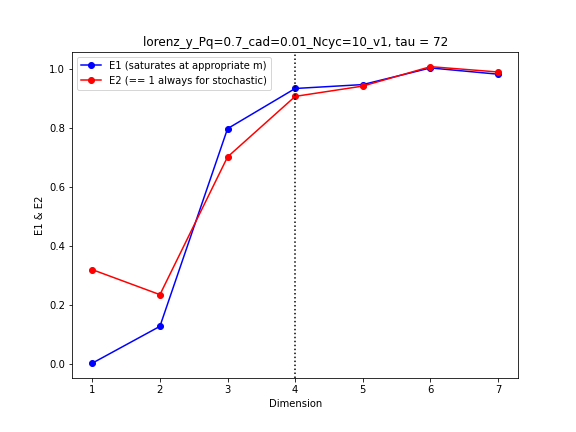 lorenz_y_Pq=0.7_cad=0.01_Ncyc=10_v1, tau = 72
E1 (saturates at appropriate m)
E2 (== 1 always for stochastic)
1.0
0.8
0.6
0.4
0.2
0.0
E1 & E2
1 2 3 4 5 6 7
Dimension